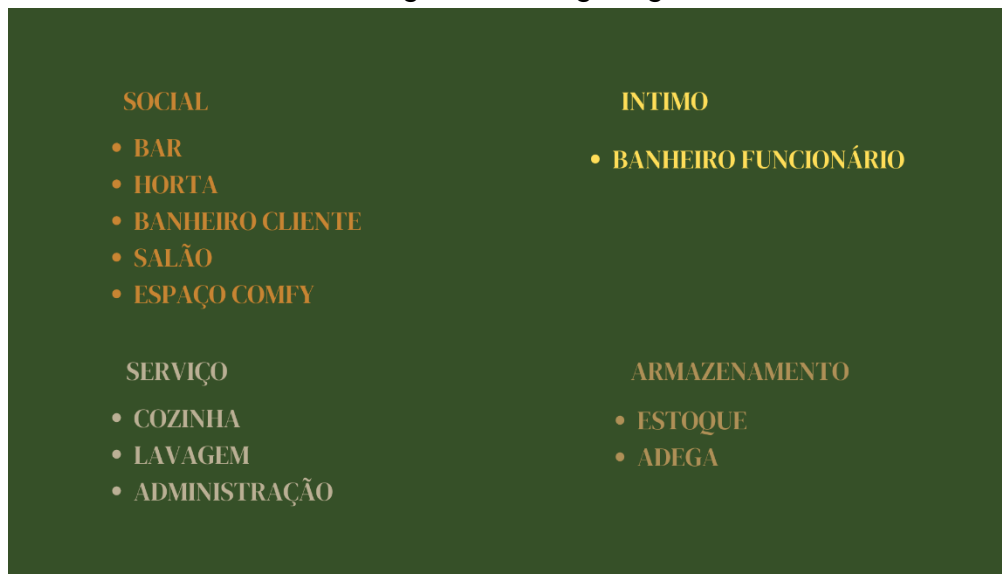 SOCIAL
• BAR
• HORTA
• BANHEIRO CLIENTE
• SALÃO
• ESPAÇO COMFY
INTIMO
• BANHEIRO FUNCIONÁRIO
SERVIÇO
• COZINHA
• LAVAGEM
• ADMINISTRAÇÃO
ARMAZENAMENTO
• ESTOQUE
• ADEGA